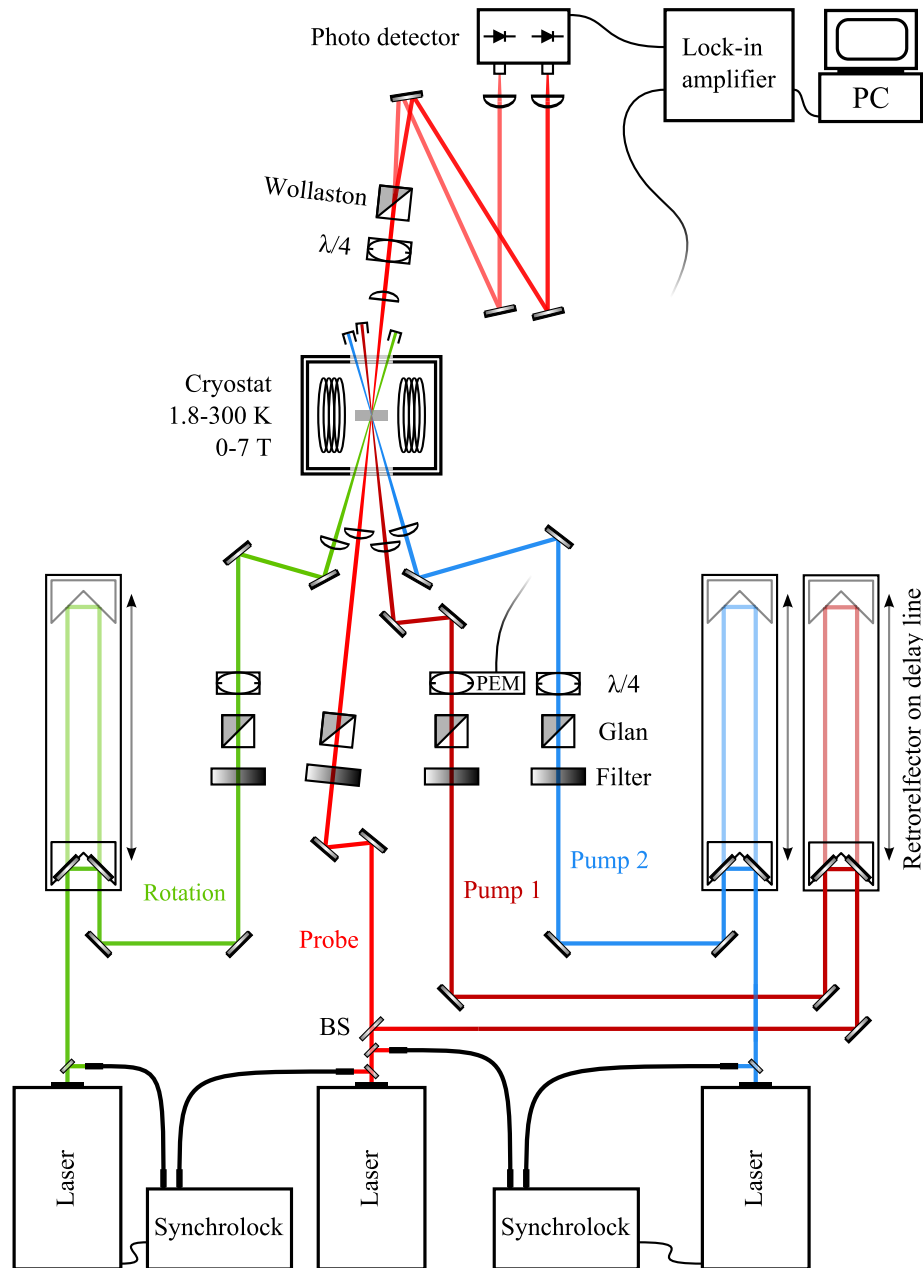 Photo detector
Lock-in
amplifier
PC
Wollaston
λ/4
Cryostat
1.8-300 K
0-7 T
PEM
λ/4
Glan
Filter
Retrorelfector on delay line
Rotation
Probe
Pump 1
Pump 2
BS
Laser
Synchrolock
Laser
Synchrolock
Laser